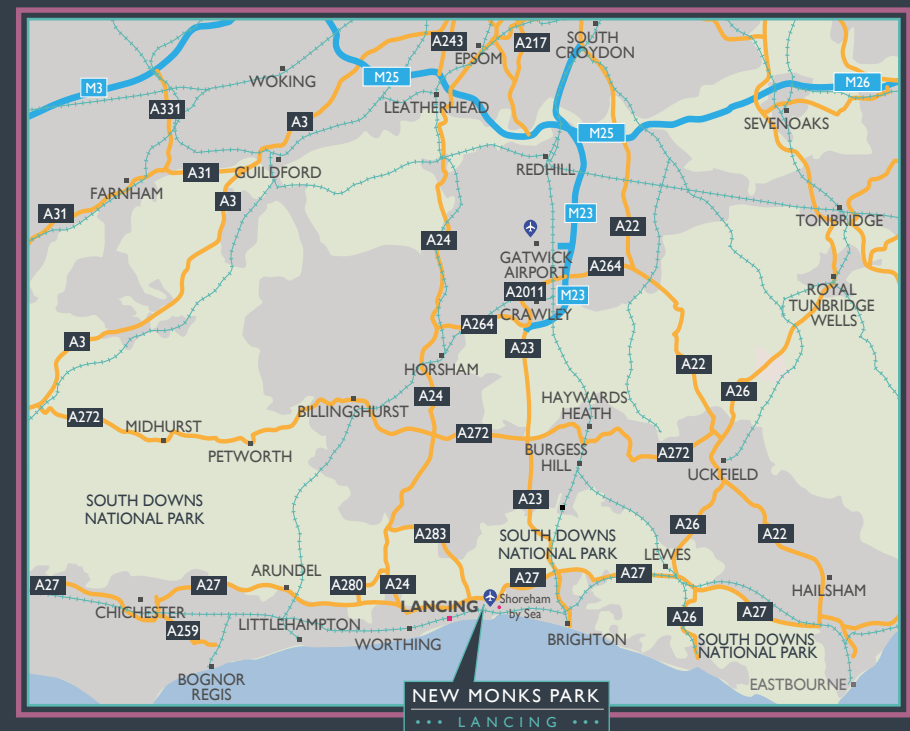 A243
A217
SOUTH
CROYDON
EPSOM
WOKING
M25
M3
M26
LEATHERHEAD
A331
A3
SEVENOAKS
M25
REDHILL
A31
GUILDFORD
FARNHAM
A3
A31
M23
TONBRIDGE
A22
A24
GATWICK
AIRPORT
A264
A2011
M23
ROYAL
TUNBRIDGE
WELLS
CRAWLEY
A264
A3
A23
HORSHAM
A22
A26
A24
HAYWARDS
HEATH
BILLINGSHURST
A272
MIDHURST
A272
BURGESS
HILL
PETWORTH
A272
UCKFIELD
SOUTH DOWNS
NATIONAL PARK
A23
A26
A283
SOUTH DOWNS
NATIONAL PARK
A22
LEWES
ARUNDEL
A27
A27
A27
A280
A24
A27
HAILSHAM
LANCING
Shoreham
by Sea
CHICHESTER
A27
A26
LITTLEHAMPTON
A259
WORTHING
BRIGHTON
SOUTH DOWNS
NATIONAL PARK
BOGNOR
REGIS
EASTBOURNE
NEW MONKS PARK
••• LANCING •••